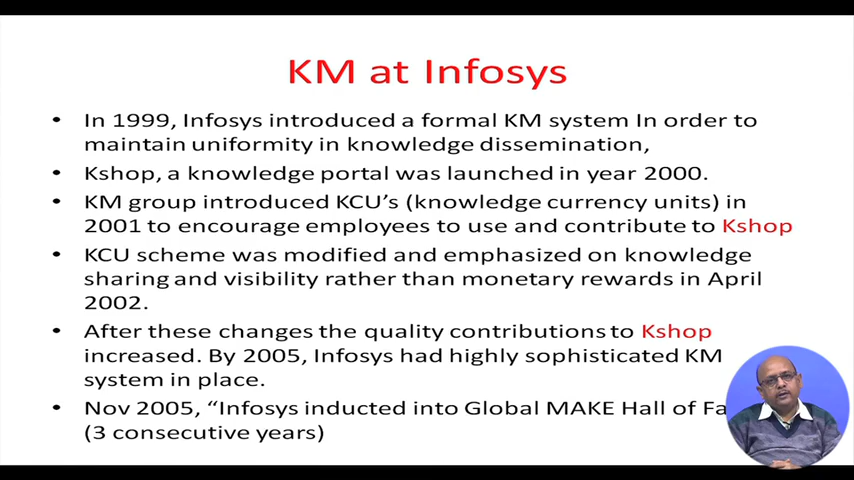 KM at Infosys
• In 1999, Infosys introduced a formal KM system In order to
maintain uniformity in knowledge dissemination,
• Kshop, a knowledge portal was launched in year 2000.
• KM group introduced KCU's (knowledge currency units) in
2001 to encourage employees to use and contribute to Kshop
• KCU scheme was modified and emphasized on knowledge
sharing and visibility rather than monetary rewards in April
2002.
• After these changes the quality contributions to Kshop
increased. By 2005, Infosys had highly sophisticated KM
system in place.
• Nov 2005, “Infosys inducted into Global MAKE Hall of
(3 consecutive years)